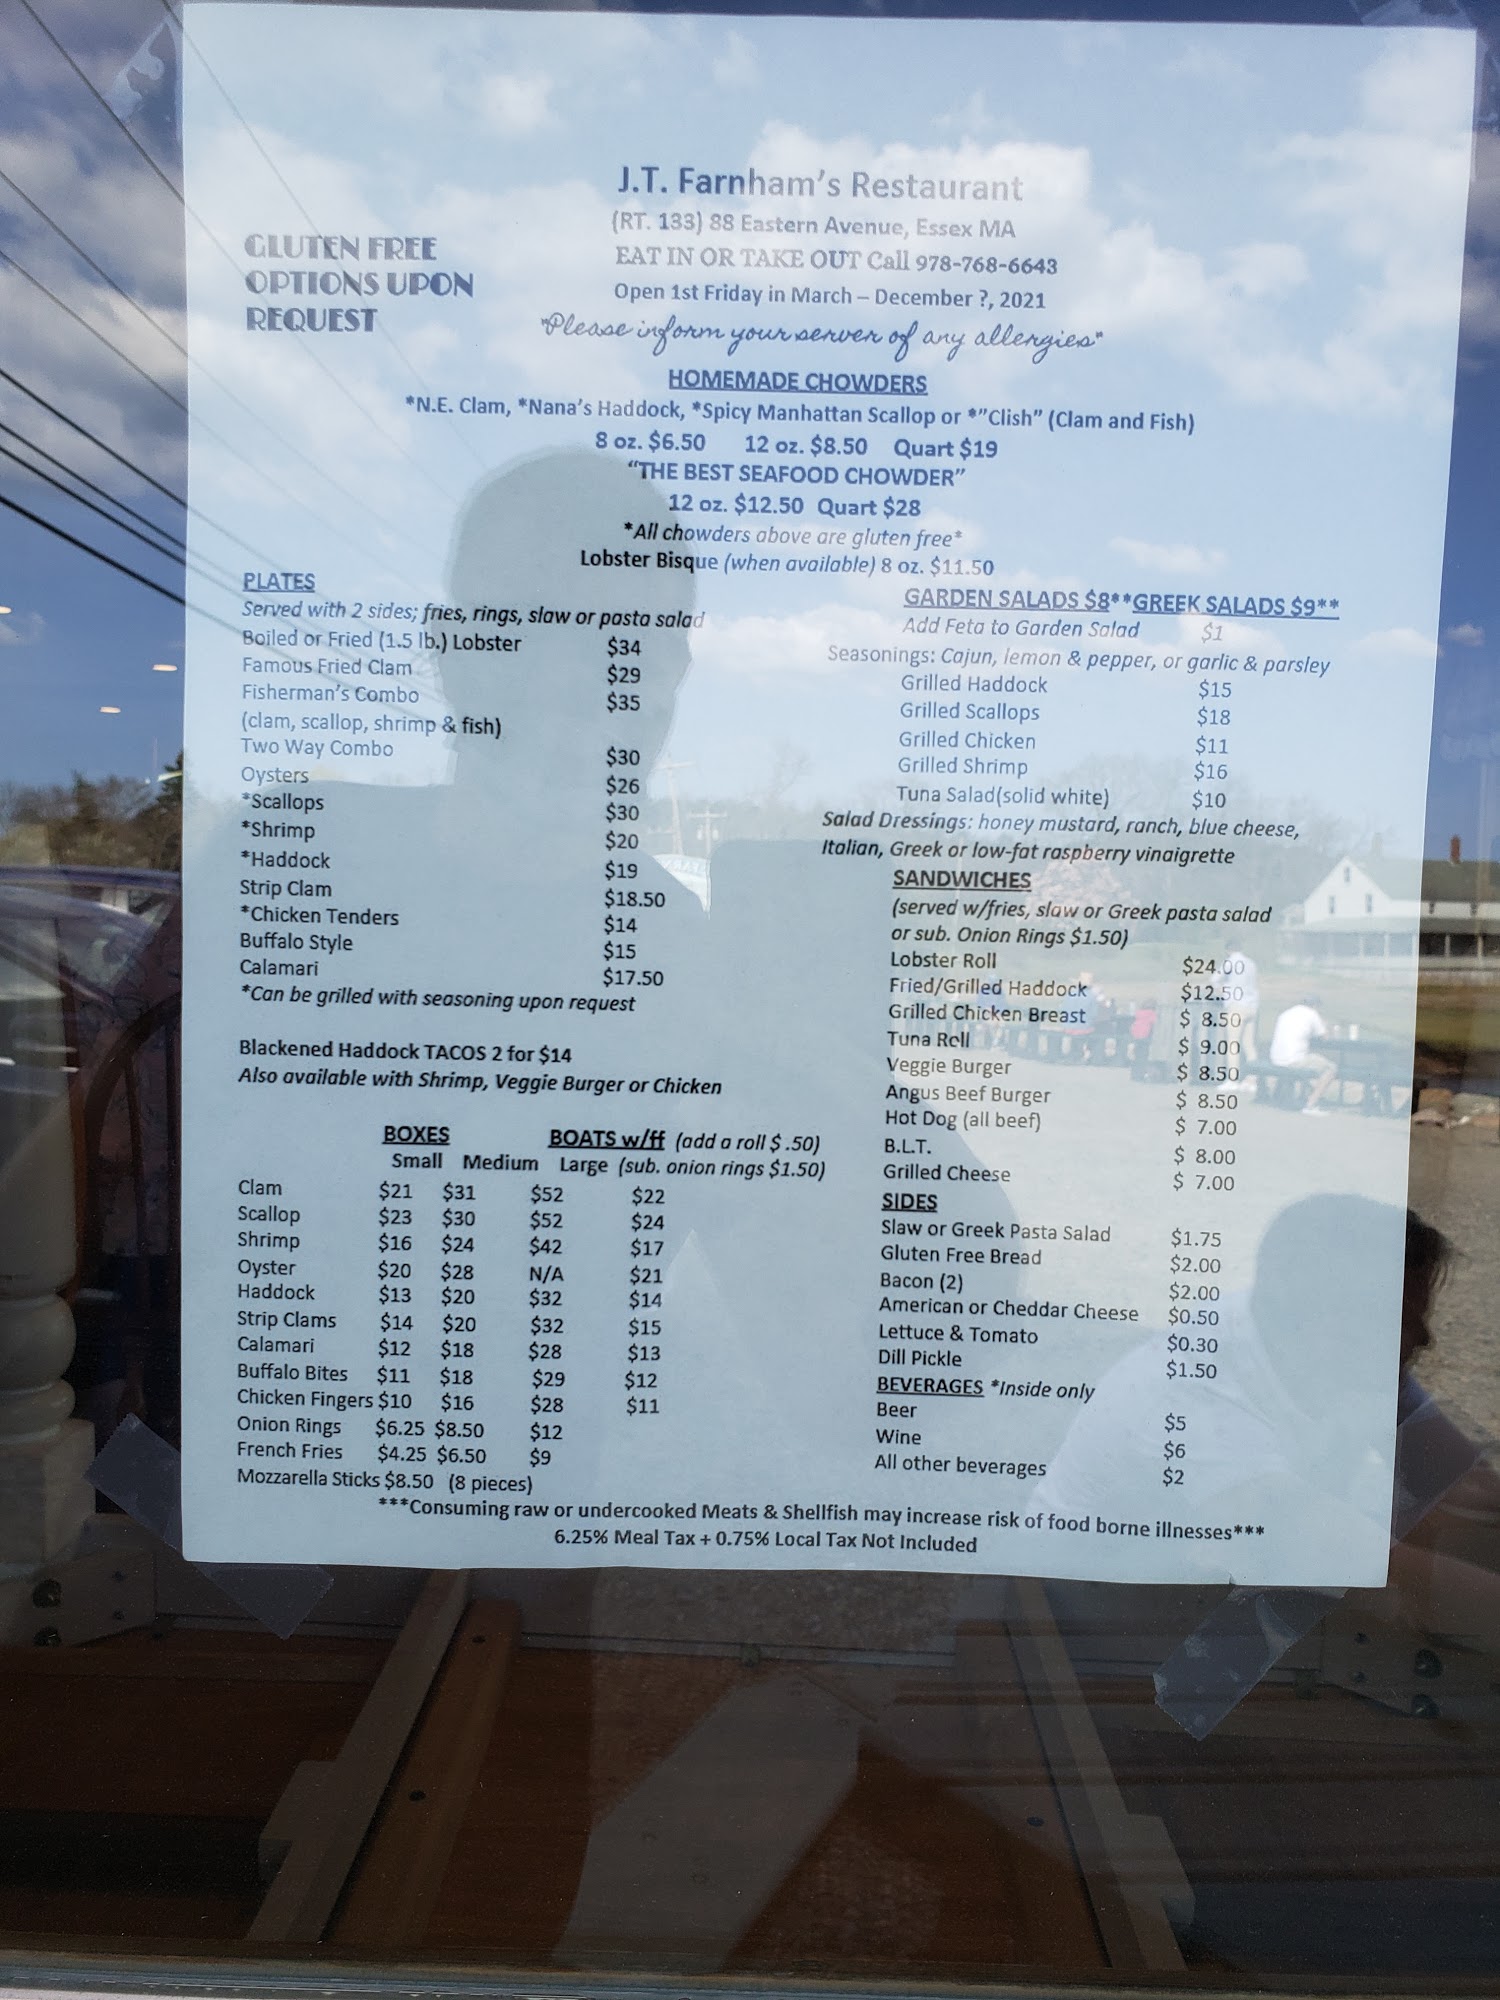 J.T. Farnham's Restaurant
(RT. 133) 88 Eastern Avenue, Essex MA
EAT IN OR TAKE OUT Call 978-768-6643
Open 1st Friday in March – December ?, 2021
"Please inform your server of any allergies"
GLUTEN FREE
OPTIONS UPON
REQUEST
HOMEMADE CHOWDERS
*N.E. Clam, *Nana's Haddock, *Spicy Manhattan Scallop or *"Clish" (Clam and Fish)
8 oz. $6.50 12 oz. $8.50 Quart $19
"THE BEST SEAFOOD CHOWDER"
12 oz. $12.50 Quart $28
*All chowders above are gluten free*
Lobster Bisque (when available) 8 oz. $11.50
PLATES
Served with 2 sides; fries, rings, slaw or pasta salad
Boiled or Fried (1.5 lb.) Lobster $34
Famous Fried Clam $29
Fisherman's Combo $35
(clam, scallop, shrimp & fish)
Two Way Combo $30
Oysters $26
*Scallops $30
*Shrimp $20
*Haddock $19
Strip Clam $18.50
*Chicken Tenders $14
Buffalo Style $15
Calamari $17.50
*Can be grilled with seasoning upon request
Blackened Haddock TACOS 2 for $14
Also available with Shrimp, Veggie Burger or Chicken
BOXES BOATS w/ff (add a roll $.50)
Small Medium Large (sub. onion rings $1.50)
Clam $21 $31 $52 $22
Scallop $23 $30 $52 $24
Shrimp $16 $24 $42 $17
Oyster $20 $28 N/A $21
Haddock $13 $20 $32 $14
Strip Clams $14 $20 $32 $15
Calamari $12 $18 $28 $13
Buffalo Bites $11 $18 $29 $12
Chicken Fingers $10 $16 $28 $11
Onion Rings $6.25 $8.50 $12
French Fries $4.25 $6.50 $9
Mozzarella Sticks $8.50 (8 pieces)
GARDEN SALADS $8**GREEK SALADS $9**
Add Feta to Garden Salad $1
Seasonings: Cajun, lemon & pepper, or garlic & parsley
Grilled Haddock $15
Grilled Scallops $18
Grilled Chicken $11
Grilled Shrimp $16
Tuna Salad(solid white) $10
Salad Dressings: honey mustard, ranch, blue cheese,
Italian, Greek or low-fat raspberry vinaigrette
SANDWICHES
(served w/fries, slaw or Greek pasta salad
or sub. Onion Rings $1.50)
Lobster Roll $24.00
Fried/Grilled Haddock $12.50
Grilled Chicken Breast $ 8.50
Tuna Roll $ 9.00
Veggie Burger $ 8.50
Angus Beef Burger $ 8.50
Hot Dog (all beef) $ 7.00
B.L.T. $ 8.00
Grilled Cheese $ 7.00
SIDES
Slaw or Greek Pasta Salad $1.75
Gluten Free Bread $2.00
Bacon (2) $2.00
American or Cheddar Cheese $0.50
Lettuce & Tomato $0.30
Dill Pickle $1.50
BEVERAGES *Inside only
Beer $5
Wine $6
All other beverages $2
***Consuming raw or undercooked Meats & Shellfish may increase risk of food borne illnesses***
6.25% Meal Tax + 0.75% Local Tax Not Included